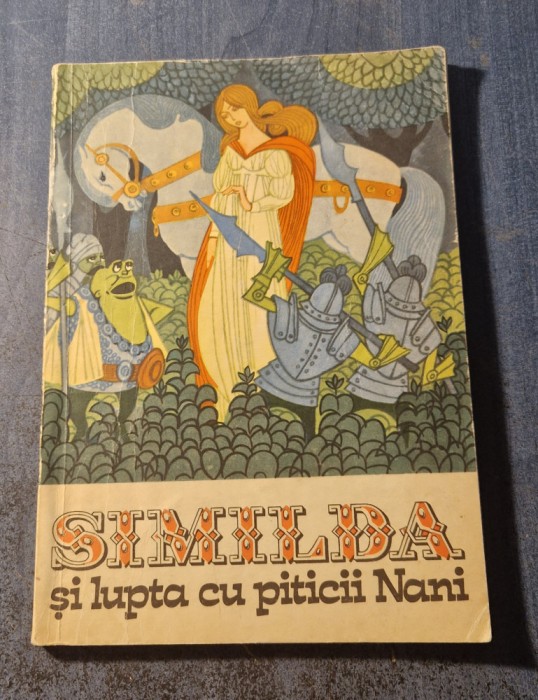 SIMILDA
și lupta cu piticii Nani